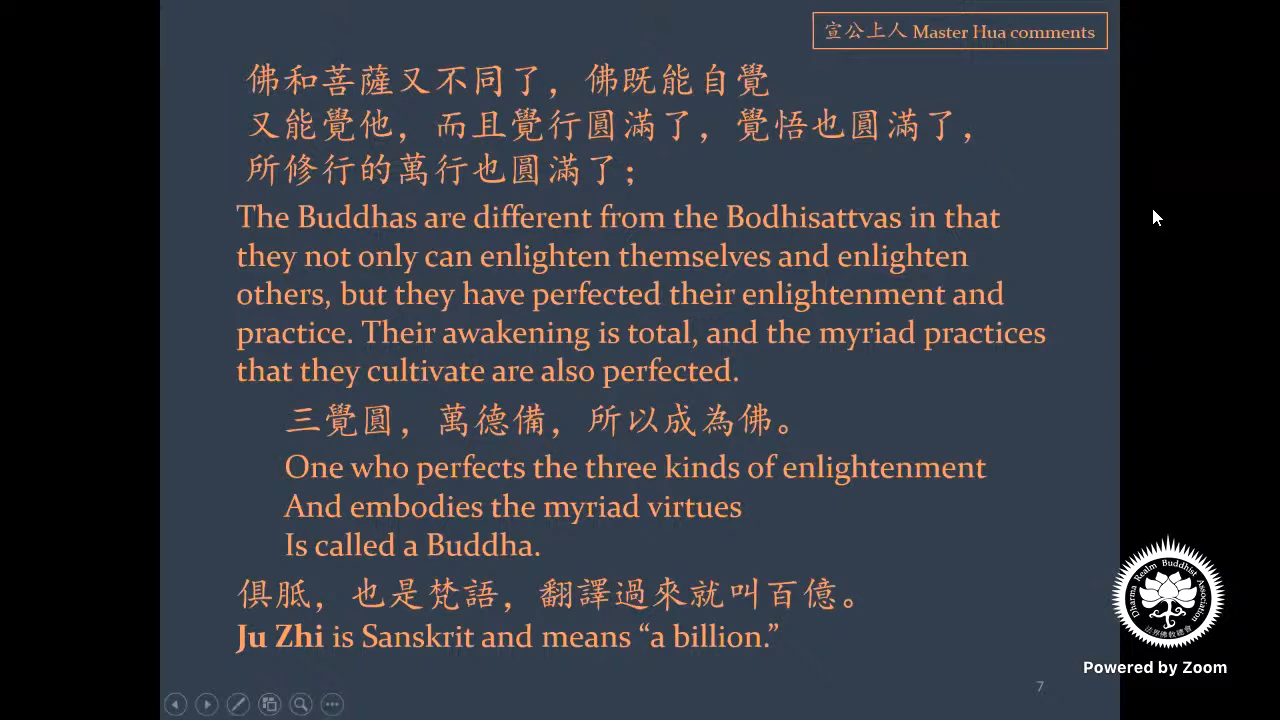 宣公上人 Master Hua comments
佛和菩薩又不同了，佛既能自覺
又能覺他，而且覺行圓滿了，覺悟也圓滿了，
所修行的萬行也圓滿了；
The Buddhas are different from the Bodhisattvas in that
they not only can enlighten themselves and enlighten
others, but they have perfected their enlightenment and
practice. Their awakening is total, and the myriad practices
that they cultivate are also perfected.
三覺圓，萬德備，所以成為佛。
One who perfects the three kinds of enlightenment
And embodies the myriad virtues
Is called a Buddha.
俱胝，也是梵語，翻譯過來就叫百億。
Ju Zhi is Sanskrit and means “a billion.”
7
Dharma Realm Buddhist Association
法界佛教總會
Powered by Zoom